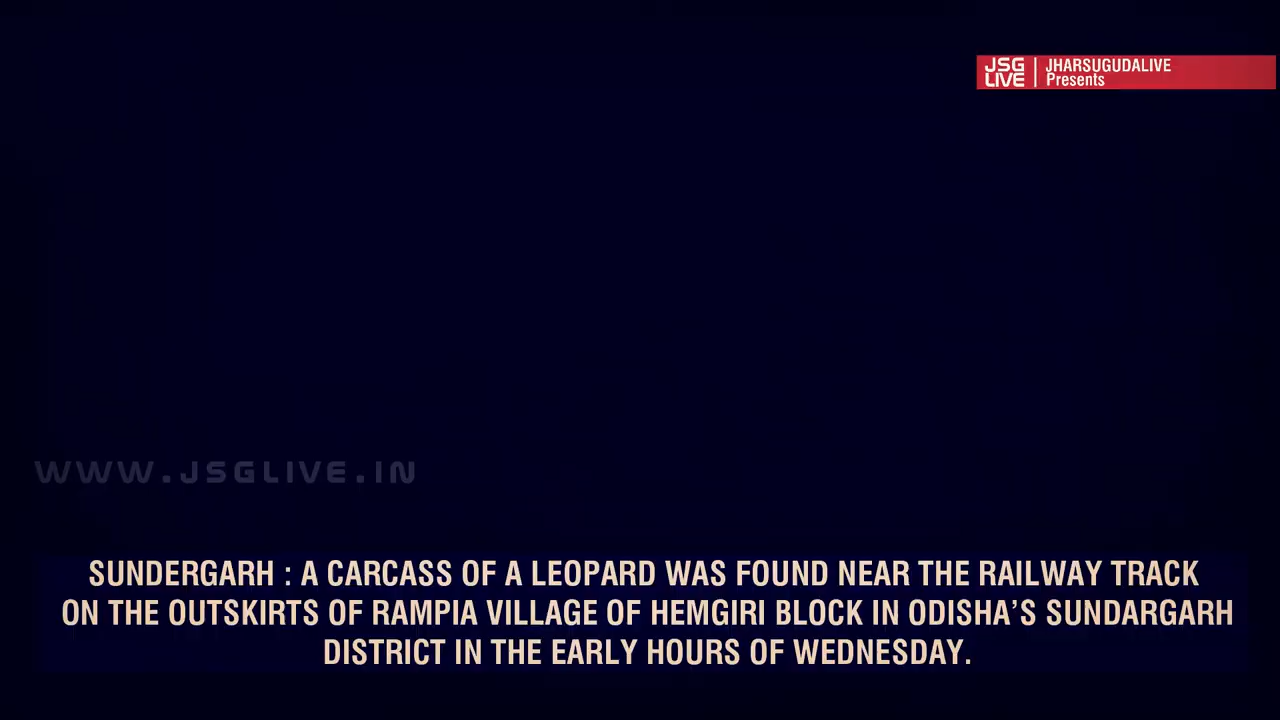 JSG LIVE
JHARSUGUDALIVE
Presents
WWW.JSGLIVE.IN
SUNDERGARH : A CARCASS OF A LEOPARD WAS FOUND NEAR THE RAILWAY TRACK
ON THE OUTSKIRTS OF RAMPIA VILLAGE OF HEMGIRI BLOCK IN ODISHA’S SUNDARGARH
DISTRICT IN THE EARLY HOURS OF WEDNESDAY.